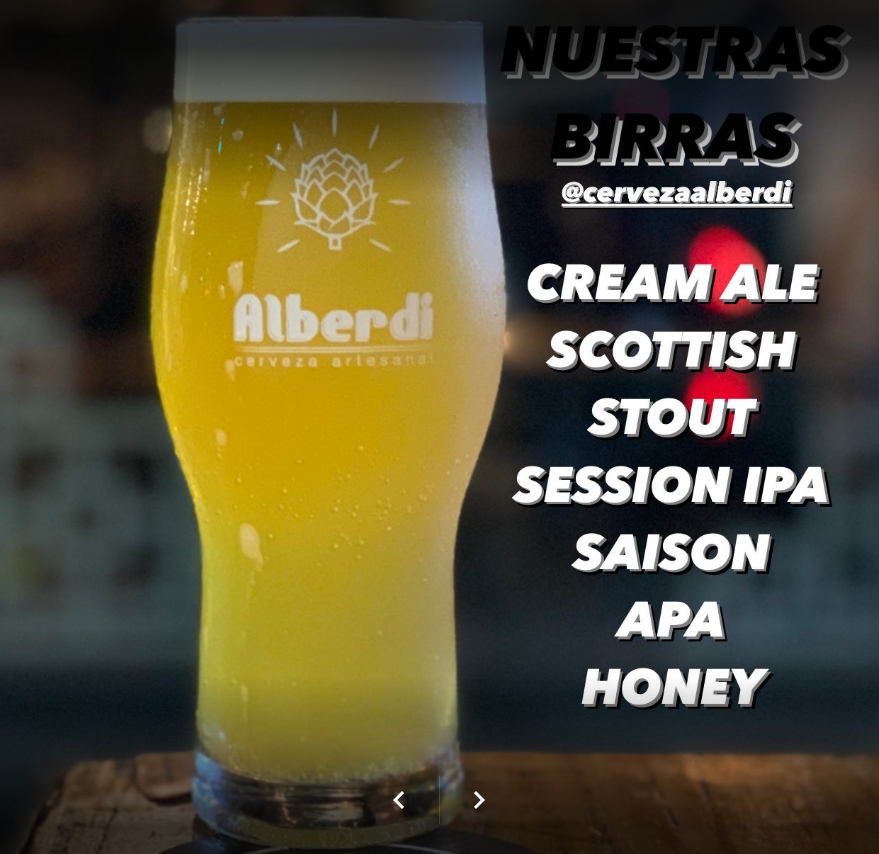 NUESTRAS
BIRRAS
@cervezaalberdi
Alberdi
cerveza artesanal
CREAM ALE
SCOTTISH
STOUT
SESSION IPA
SAISON
APA
HONEY